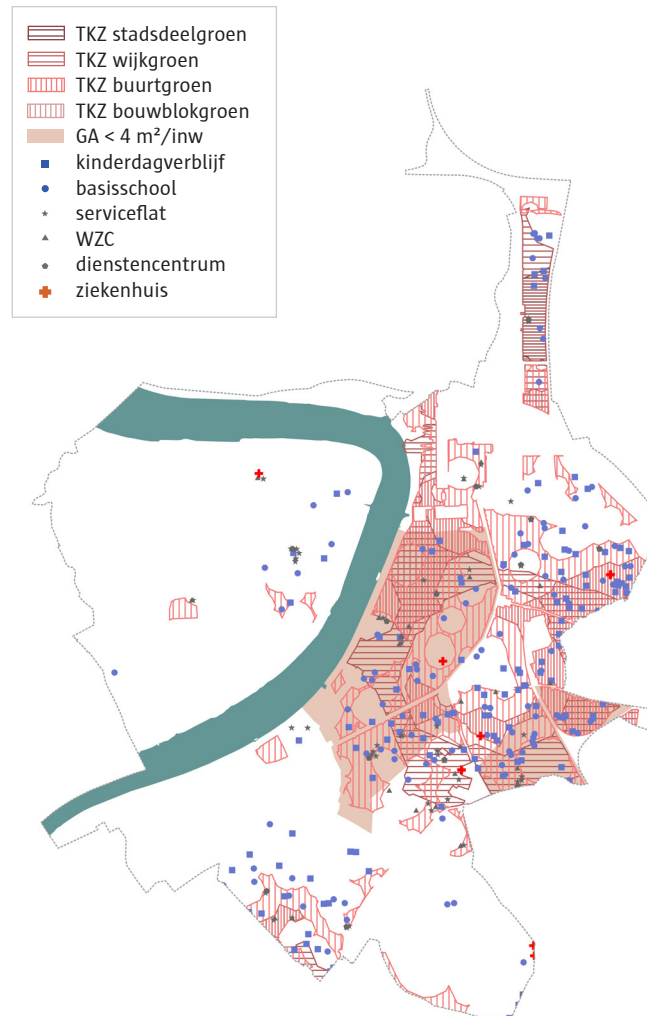 TKZ stadsdeelgroen
TKZ wijkgroen
TKZ buurtgroen
TKZ bouwblokgroen
GA < 4 m²/inw
kinderdagverblijf
basisschool
serviceflat
WZC
dienstencentrum
ziekenhuis